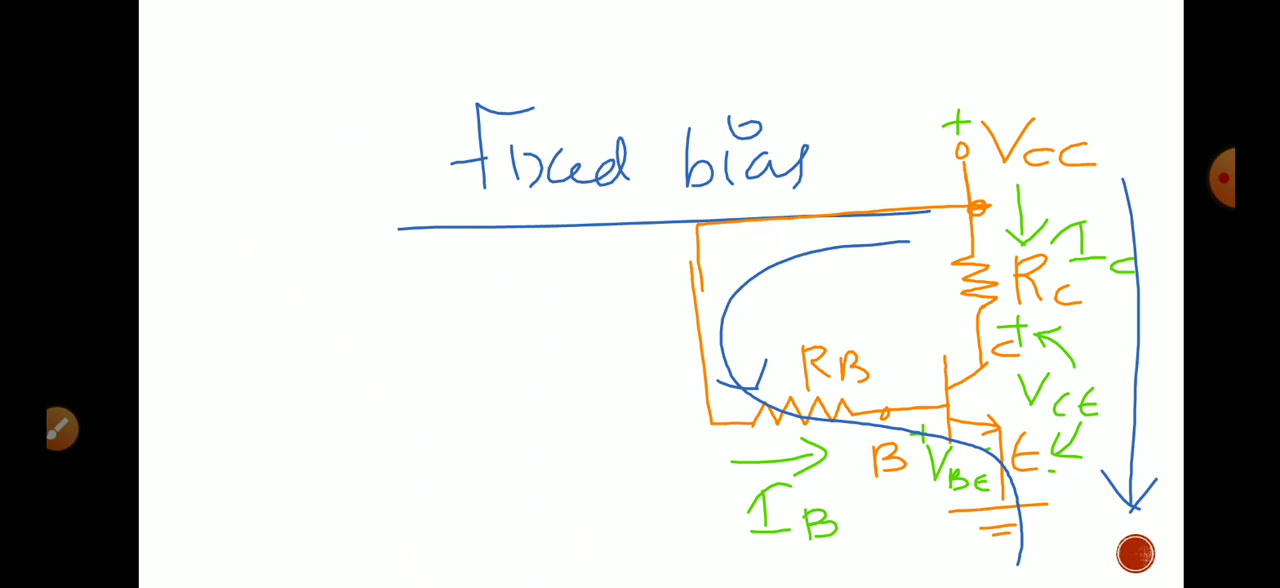 Fixed bias
+
VCC
IC
RC
C +
RB
VCE
B + VBE - E
-
IB